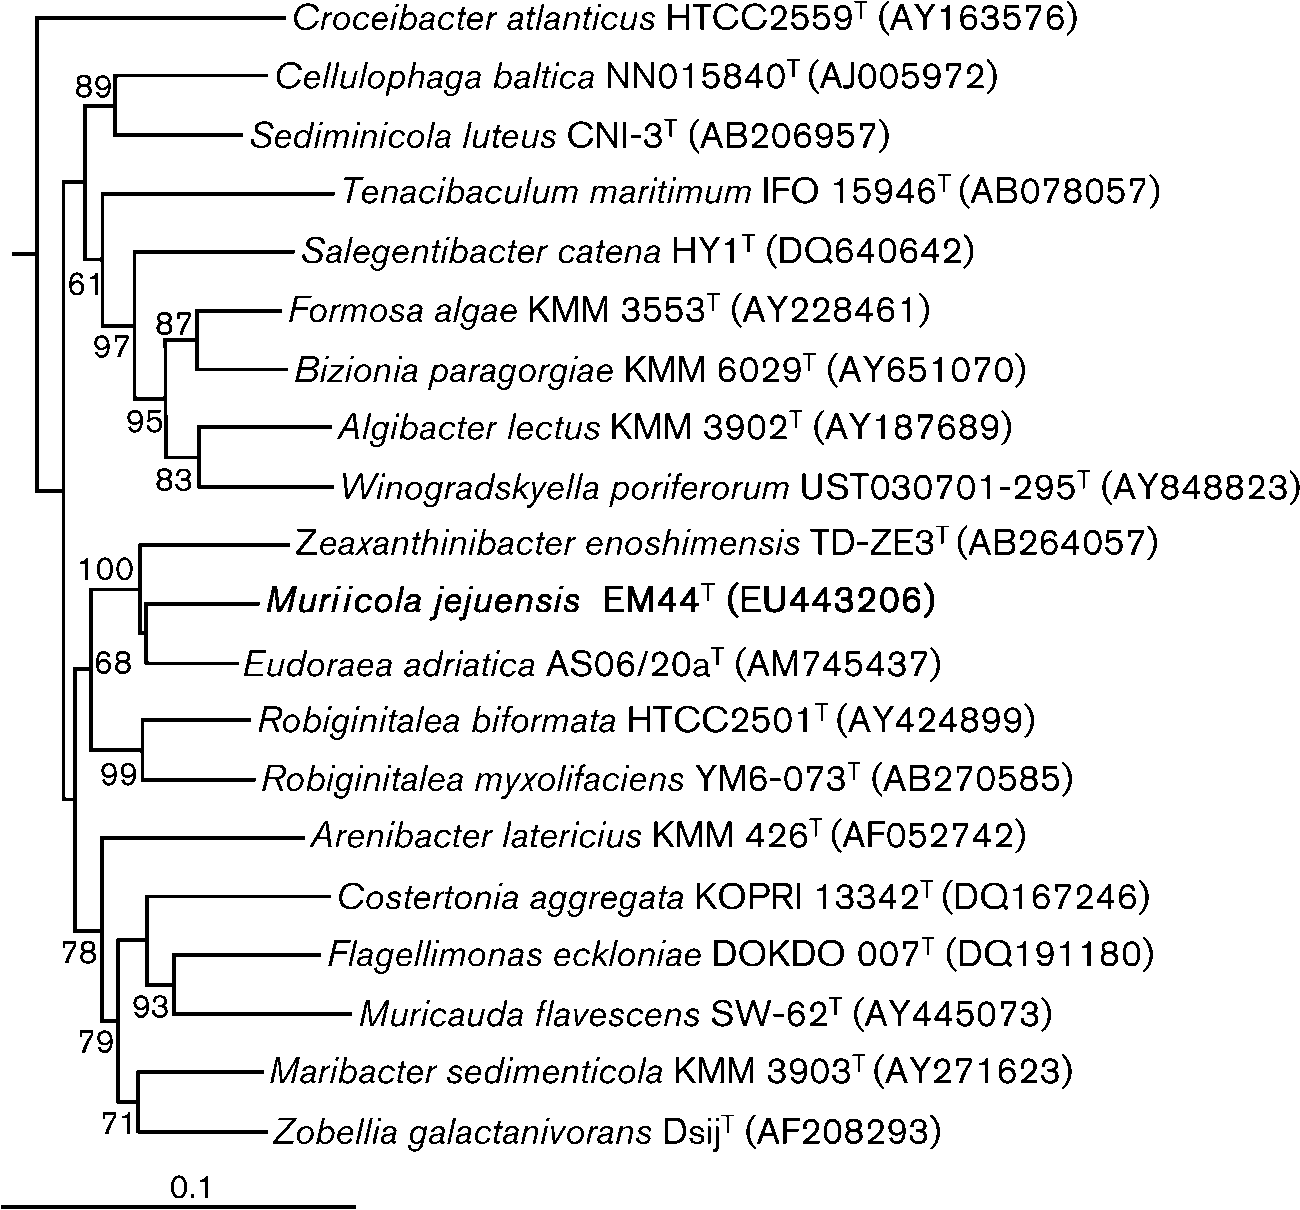 Croceibacter atlanticus HTCC2559T (AY163576)
89
Cellulophaga baltica NN015840T (AJ005972)
Sediminicola luteus CNI-3T (AB206957)
Tenacibaculum maritimum IFO 15946T (AB078057)
61
Salegentibacter catena HY1T (DQ640642)
97
87
Formosa algae KMM 3553T (AY228461)
Bizionia paragorgiae KMM 6029T (AY651070)
95
Algibacter lectus KMM 3902T (AY187689)
83
Winogradskyella poriferorum UST030701-295T (AY848823)
Zeaxanthinibacter enoshimensis TD-ZE3T (AB264057)
100
Muriicola jejuensis EM44T (EU443206)
68
Eudoraea adriatica AS06/20aT (AM745437)
Robiginitalea biformata HTCC2501T (AY424899)
99
Robiginitalea myxolifaciens YM6-073T (AB270585)
Arenibacter latericius KMM 426T (AF052742)
Costertonia aggregata KOPRI 13342T (DQ167246)
78
Flagellimonas eckloniae DOKDO 007T (DQ191180)
93
Muricauda flavescens SW-62T (AY445073)
79
Maribacter sedimenticola KMM 3903T (AY271623)
71
Zobellia galactanivorans DsijT (AF208293)
0.1